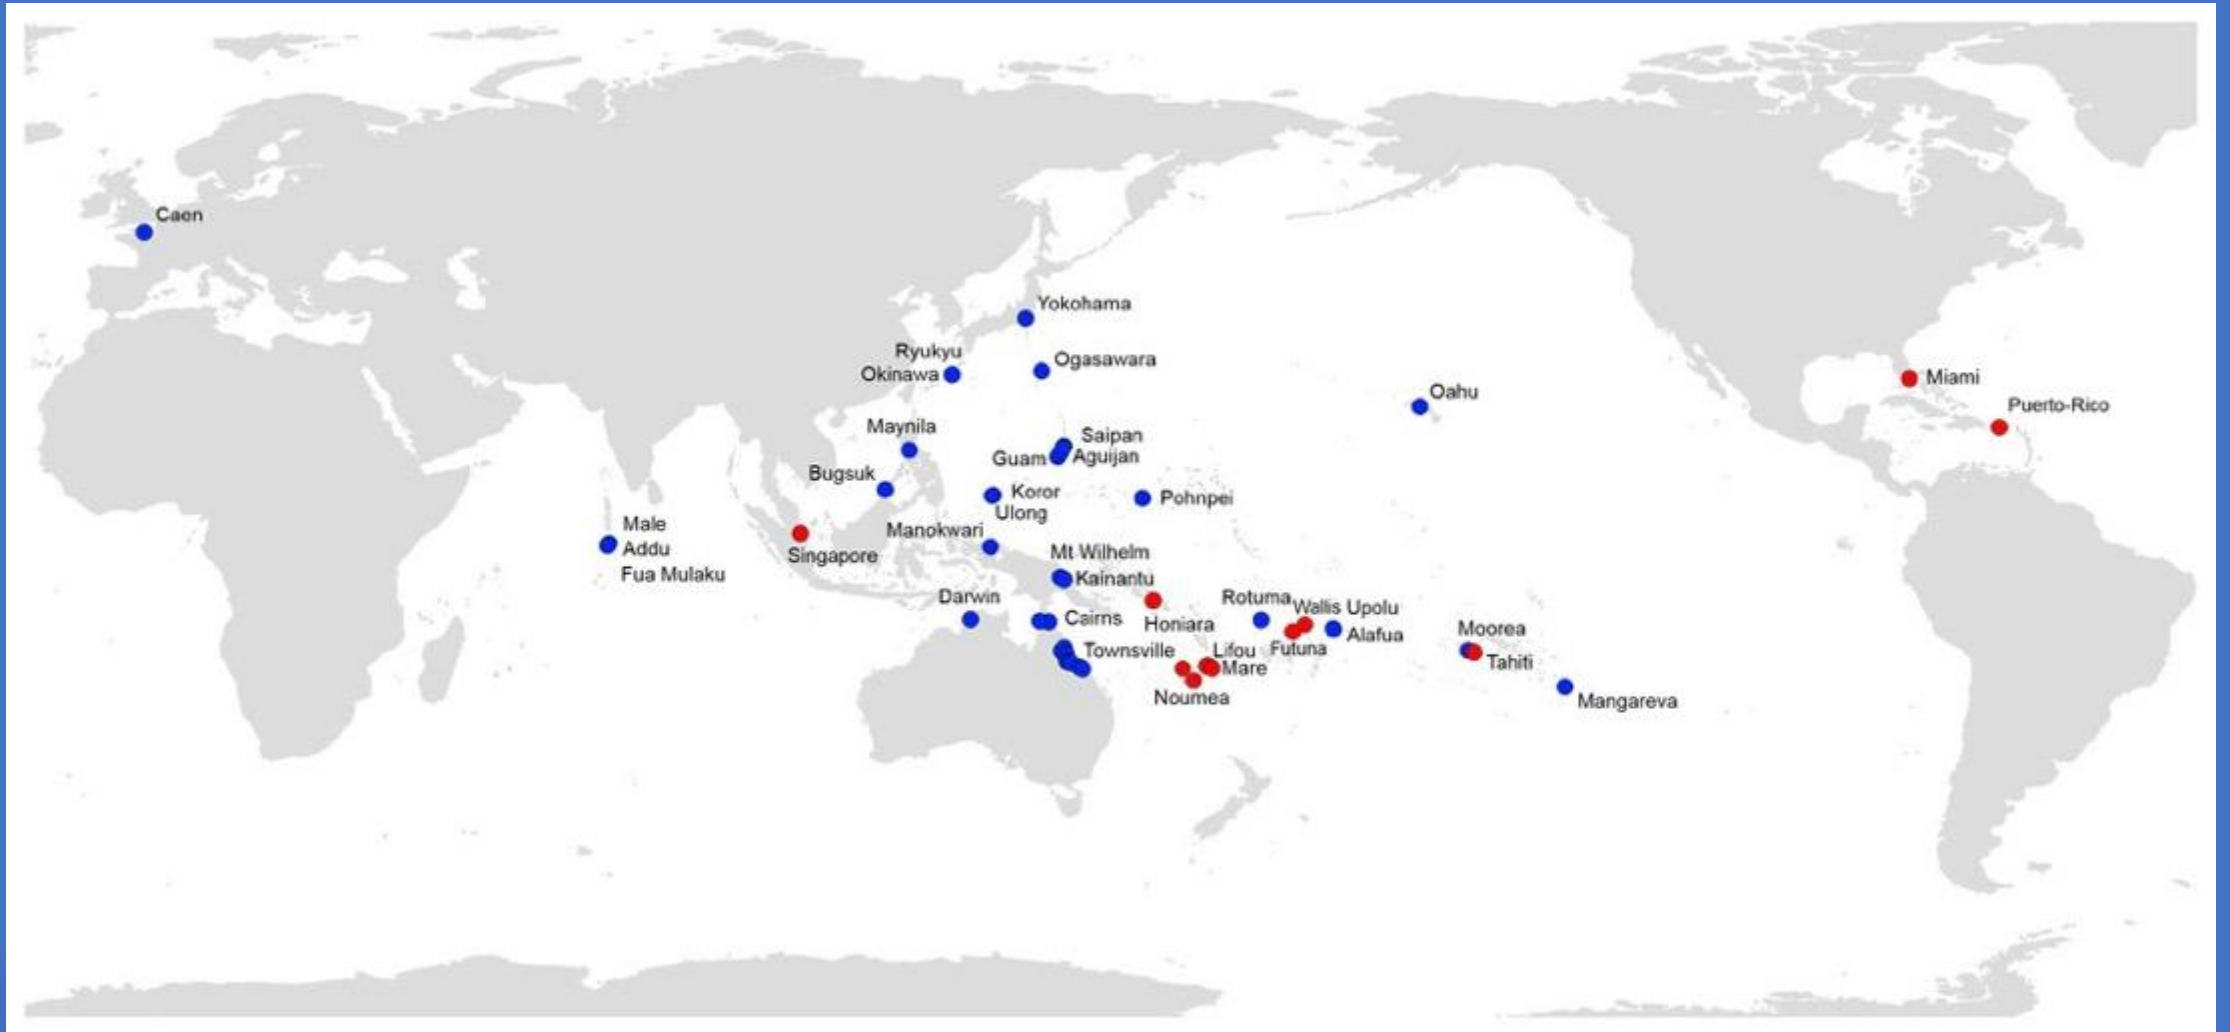 Caen
Yokohama
Ryukyu
Okinawa
Ogasawara
Miami
Oahu
Puerto-Rico
Maynila
Saipan
Guam
Aguijan
Bugsuk
Koror
Ulong
Pohnpei
Male
Addu
Fua Mulaku
Manokwari
Singapore
Mt Wilhelm
Kainantu
Darwin
Cairns
Honiara
Rotuma
Wallis Upolu
Alafua
Futuna
Moorea
Tahiti
Townsville
Lifou
Mare
Noumea
Mangareva